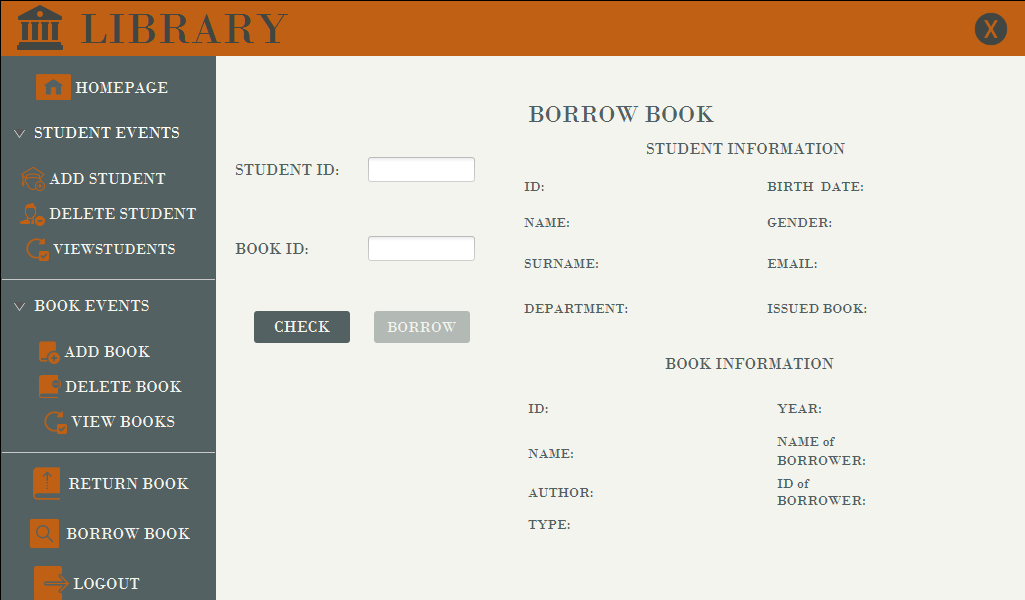 LIBRARY
X
HOMEPAGE
STUDENT EVENTS
ADD STUDENT
DELETE STUDENT
VIEWSTUDENTS
BOOK EVENTS
ADD BOOK
DELETE BOOK
VIEW BOOKS
RETURN BOOK
BORROW BOOK
LOGOUT
STUDENT ID:
BOOK ID:
CHECK
BORROW
BORROW BOOK
STUDENT INFORMATION
ID:
BIRTH DATE:
NAME:
GENDER:
SURNAME:
EMAIL:
DEPARTMENT:
ISSUED BOOK:
BOOK INFORMATION
ID:
YEAR:
NAME:
NAME of
BORROWER:
AUTHOR:
ID of
BORROWER:
TYPE: